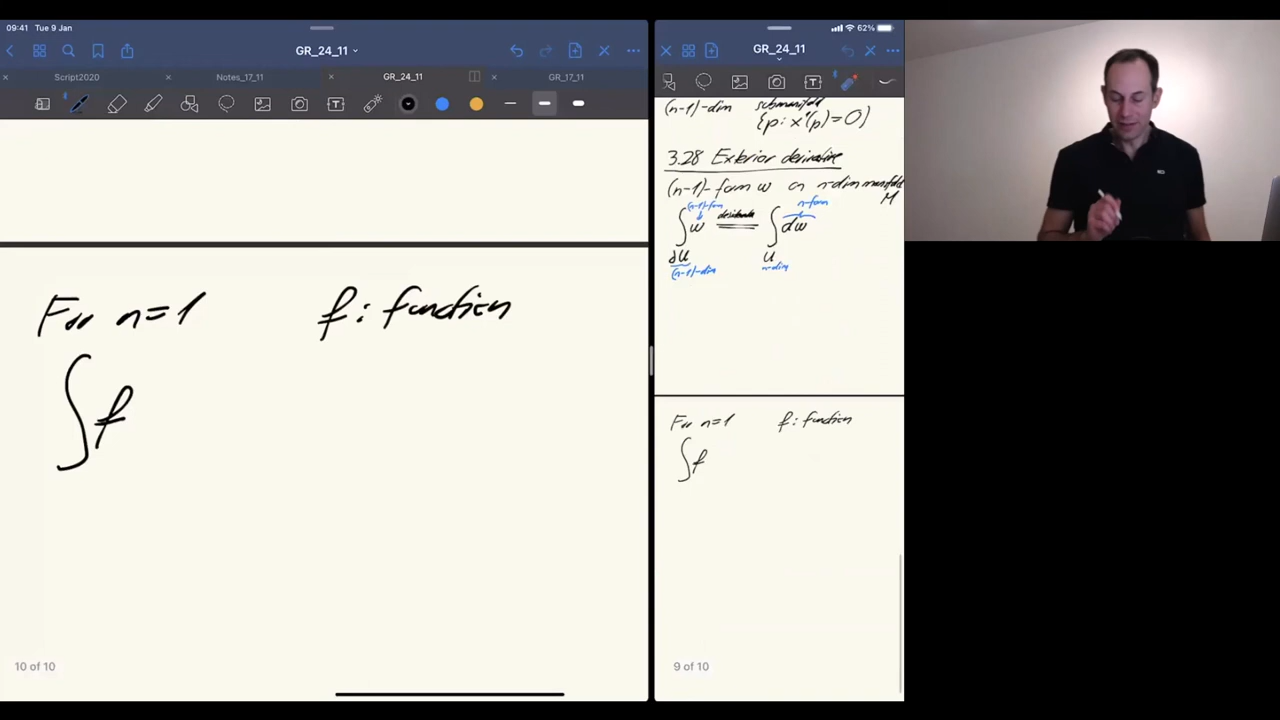 09:41 Tue 9 Jan
62%
GR_24_11
GR_24_11
Script2020
Notes_17_11
GR_24_11
GR_17_11
(n-1)-dim submanifold
{p: x¹(p)=0}
3.28 Exterior derivative
(n-1)-form ω on n-dim manifold M
(n-1)-form
n-form
∫ ω = ∫ dω
∂U U
(n-1)-dim
n-dim
For n=1 f: function
∫f
For n=1 f: function
∫f
10 of 10
9 of 10